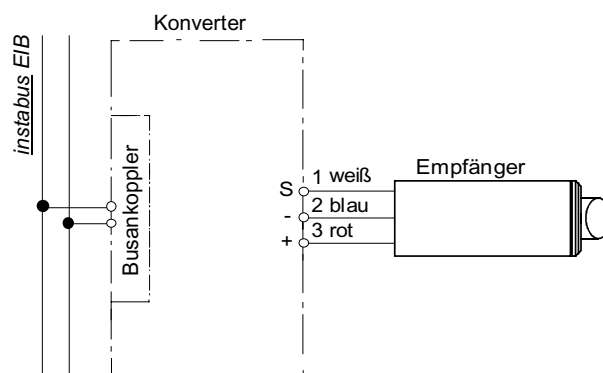 Konverter
instabus EIB
Busankoppler
Empfänger
S
1 weiß
-
2 blau
+
3 rot